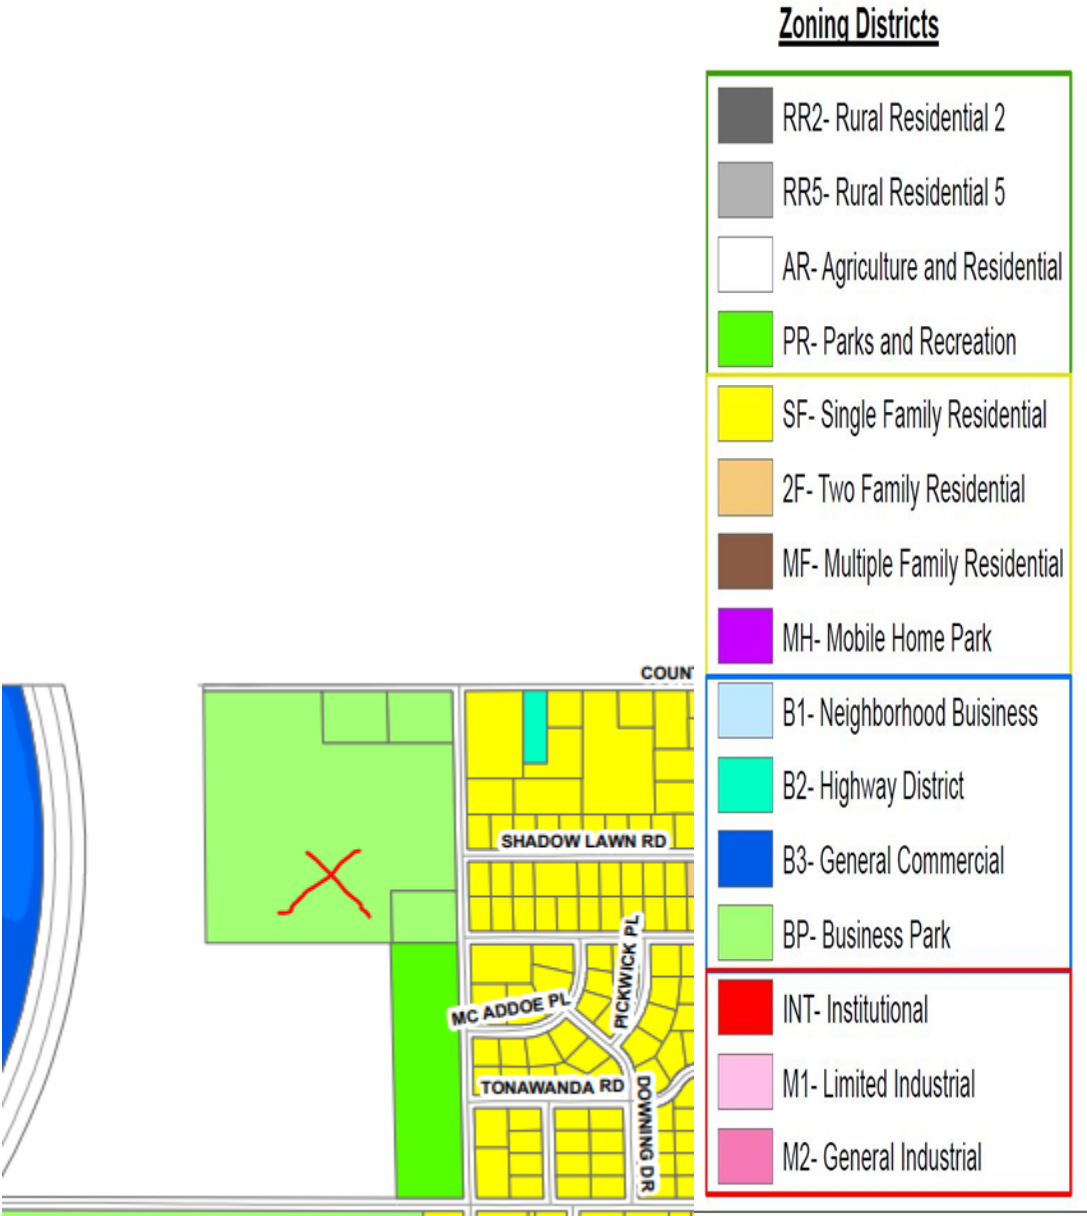 Zoning Districts
RR2- Rural Residential 2
RR5- Rural Residential 5
AR- Agriculture and Residential
PR- Parks and Recreation
SF- Single Family Residential
2F- Two Family Residential
MF- Multiple Family Residential
MH- Mobile Home Park
B1- Neighborhood Buisiness
B2- Highway District
B3- General Commercial
BP- Business Park
INT- Institutional
M1- Limited Industrial
M2- General Industrial
COUN
SHADOW LAWN RD
PICKWICK PL
MC ADDOE PL
TONAWANDA RD
DOWNING DR